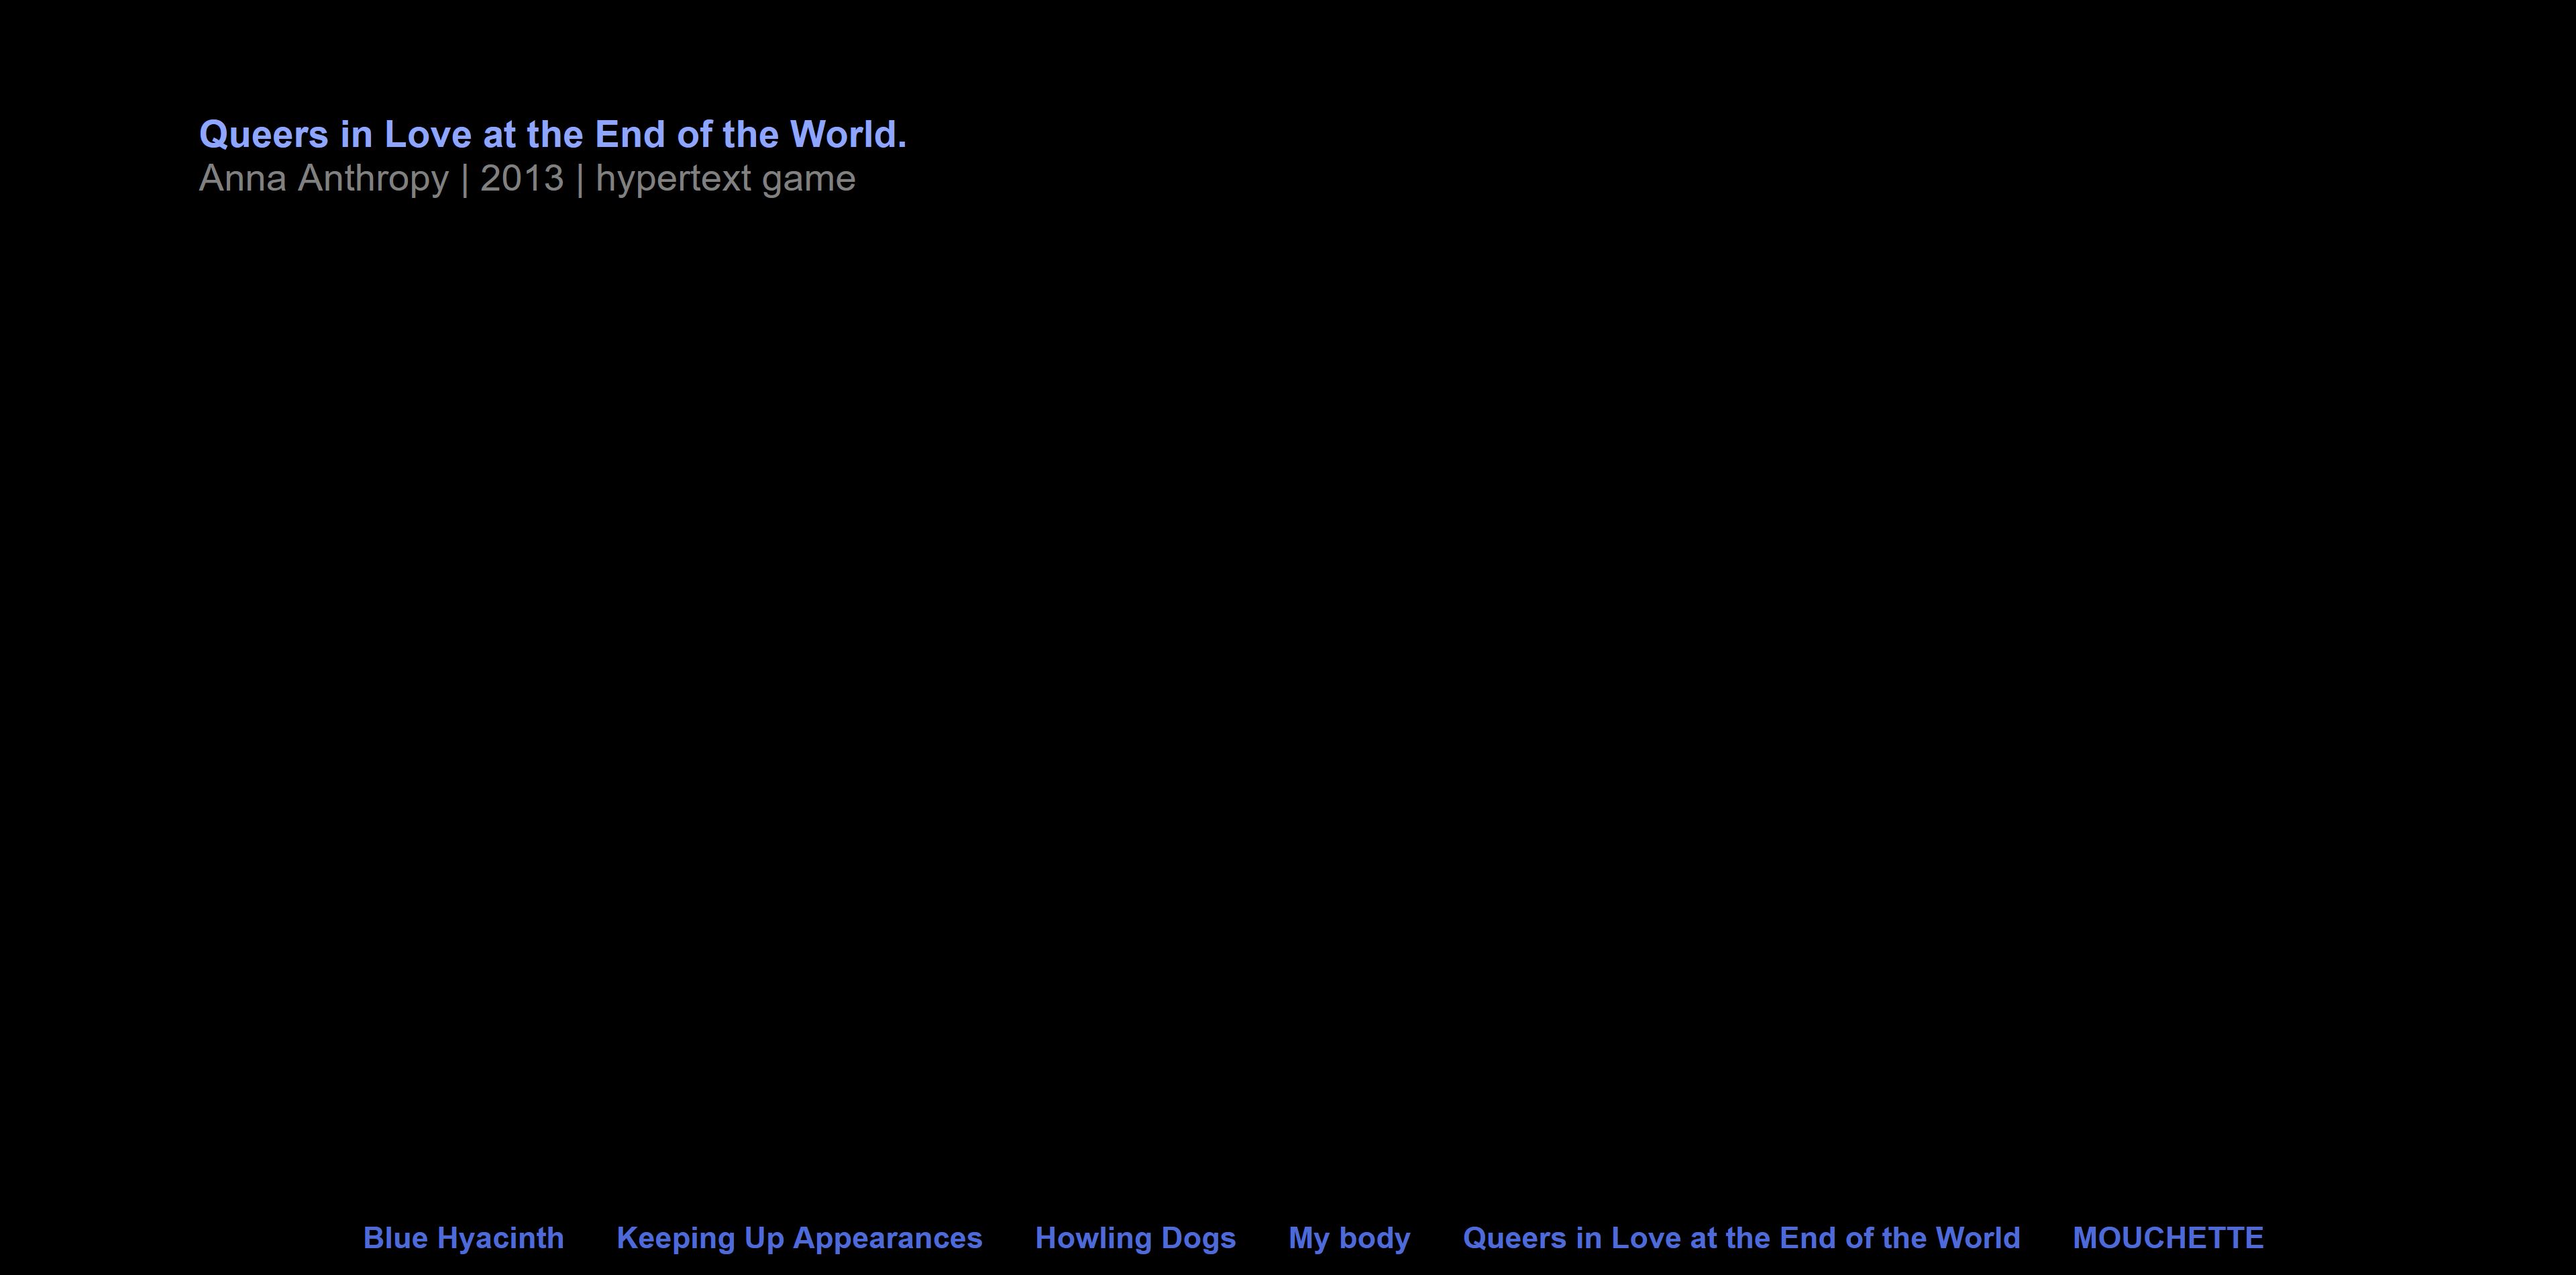 Queers in Love at the End of the World.
Anna Anthropy | 2013 | hypertext game
Blue Hyacinth Keeping Up Appearances Howling Dogs My body Queers in Love at the End of the World MOUCHETTE